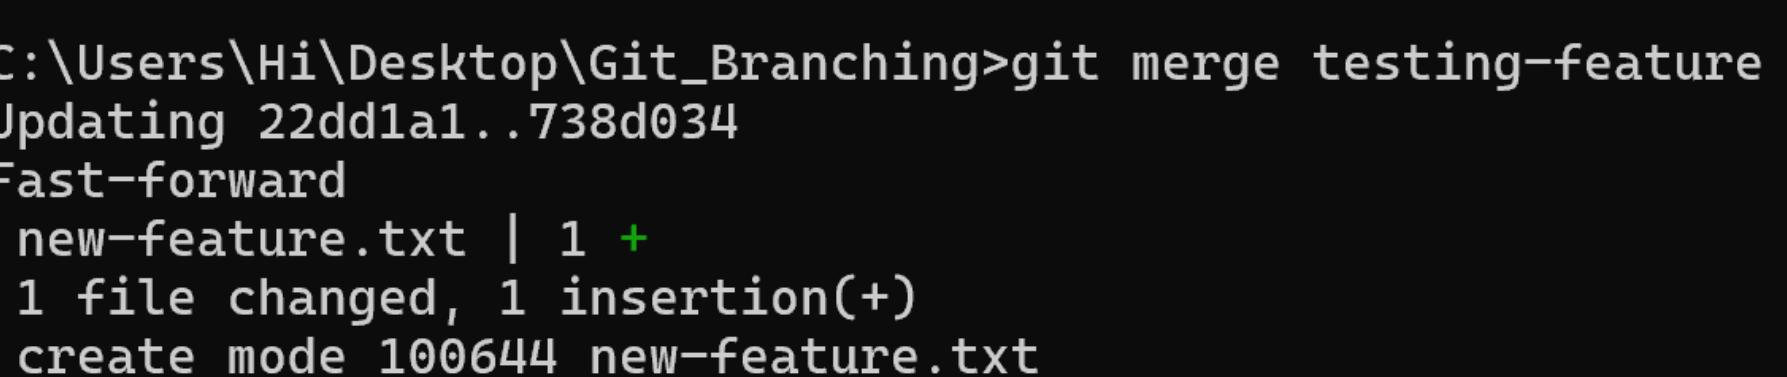 C:\Users\Hi\Desktop\Git_Branching>git merge testing-feature
Updating 22dd1a1..738d034
Fast-forward
new-feature.txt | 1 +
1 file changed, 1 insertion(+)
create mode 100644 new-feature.txt